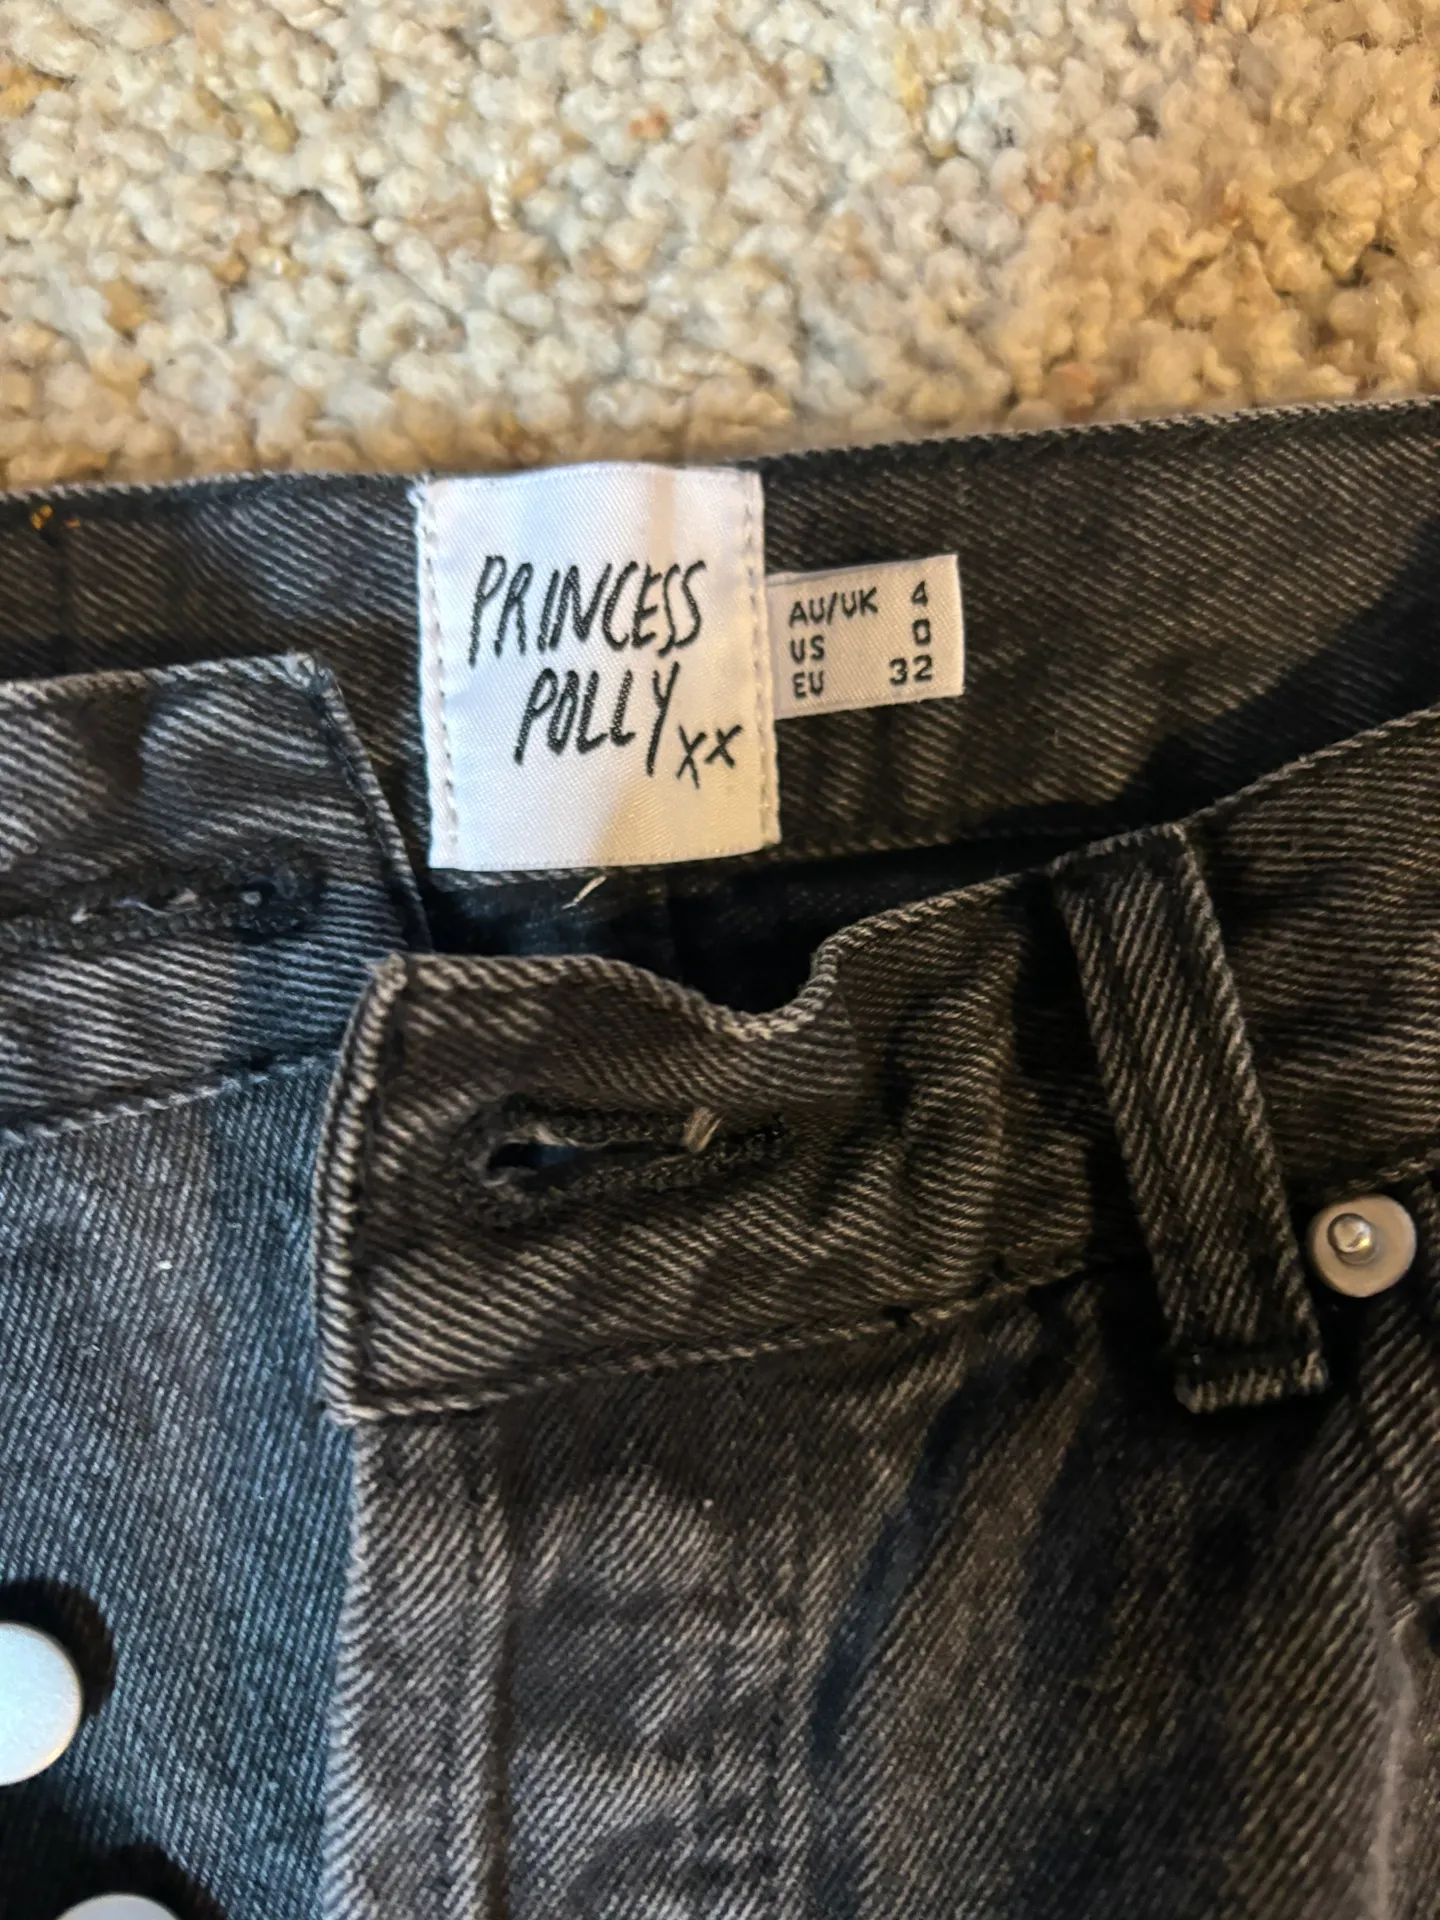 PRINCESS
POLLY xx
AU/UK 4
US 0
EU 32